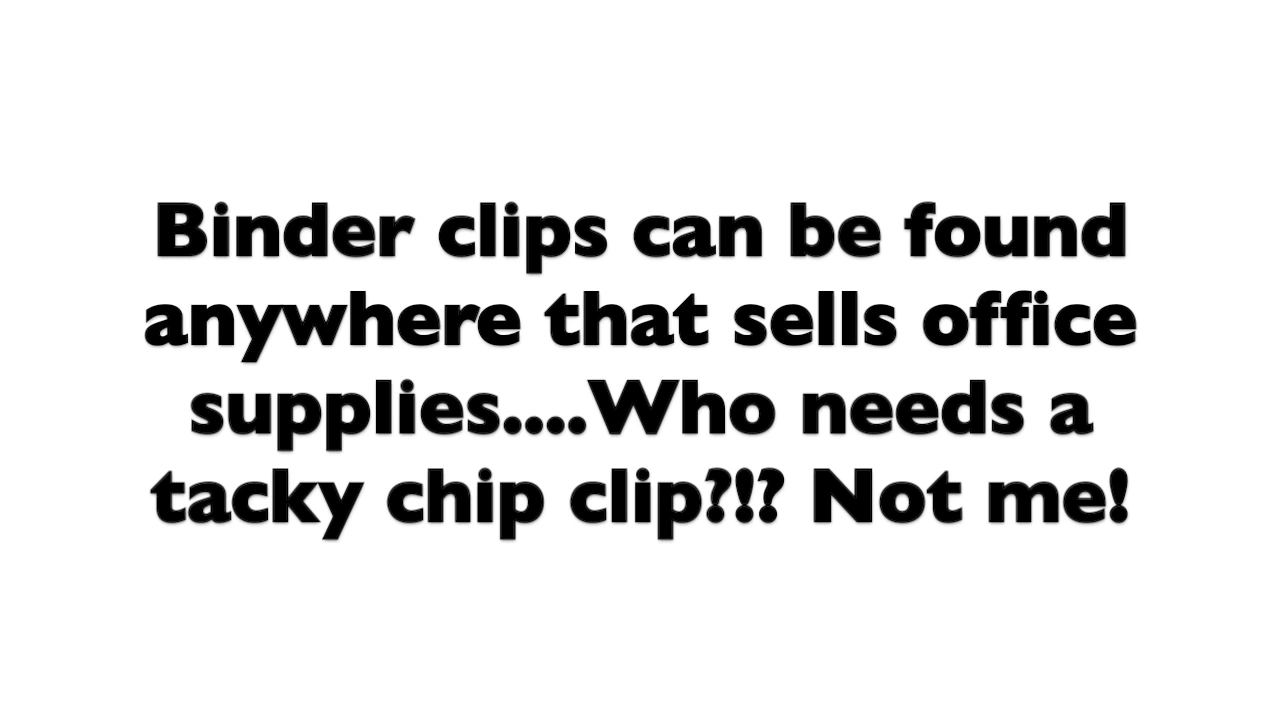 Binder clips can be found
anywhere that sells office
supplies....Who needs a
tacky chip clip?!? Not me!